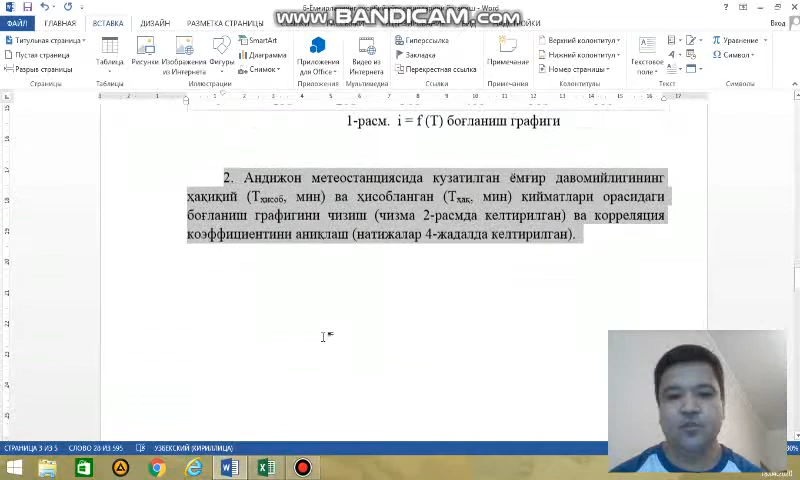 www.BANDICAM.com
Word
ФАЙЛ ГЛАВНАЯ ВСТАВКА ДИЗАЙН РАЗМЕТКА СТРАНИЦЫ
Вход
Титульная страница
Пустая страница
Разрыв страницы
Страницы
Таблица
Таблицы
Рисунки
Изображения из Интернета
Фигуры
SmartArt
Диаграмма
Снимок
Иллюстрации
Приложения для Office
Приложения
Видео из Интернета
Мультимедиа
Гиперссылка
Закладка
Перекрестная ссылка
Ссылки
Примечание
Примечания
Верхний колонтитул
Нижний колонтитул
Номер страницы
Колонтитулы
Текстовое поле
Текст
Уравнение
Символ
Символы
1-расм. i = f (T) боғланиш графиги
2. Андижон метеостанциясида кузатилган ёмғир давомийлигининг
ҳақиқий (Тҳисоб, мин) ва ҳисобланган (Тҳақ, мин) қийматлари орасидаги
боғланиш графигини чизиш (чизма 2-расмда келтирилган) ва корреляция
коэффициентини аниқлаш (натижалар 4-жадалда келтирилган).
СТРАНИЦА 3 ИЗ 5 СЛОВО 28 ИЗ 595 УЗБЕКСКИЙ (КИРИЛЛИЦА)